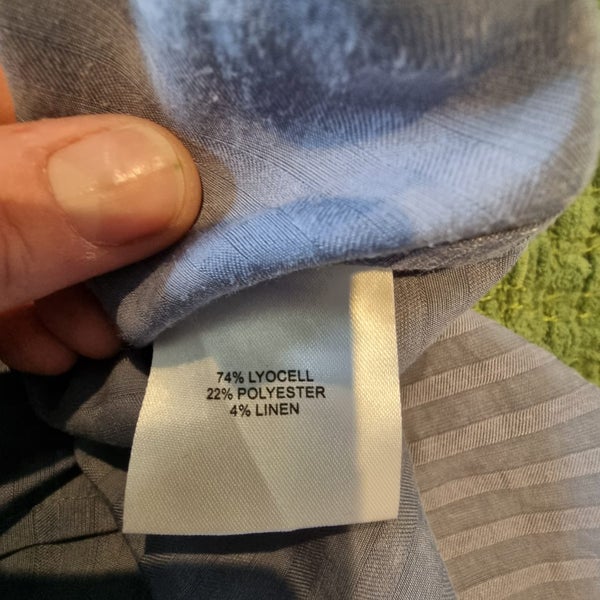 74% LYOCELL
22% POLYESTER
4% LINEN